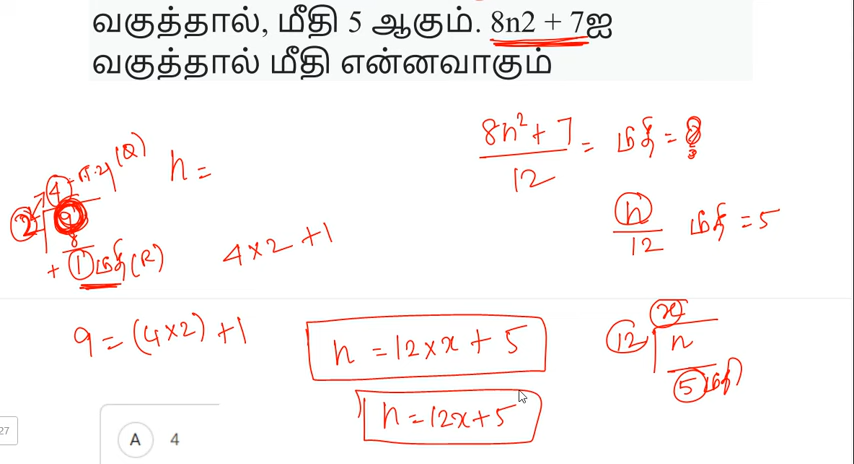 வகுத்தால், மீதி 5 ஆகும். 8n2 + 7ஐ
வகுத்தால் மீதி என்னவாகும்
8n² + 7 / 12 = மீதி = ?
n / 12 மீதி = 5
n =
4 (Q)
2 9
8
+ 1 மீதி (R)
4 × 2 + 1
9 = (4×2) + 1
n = 12 × x + 5
n = 12x + 5
x
12 n
5 மீதி
27
A 4